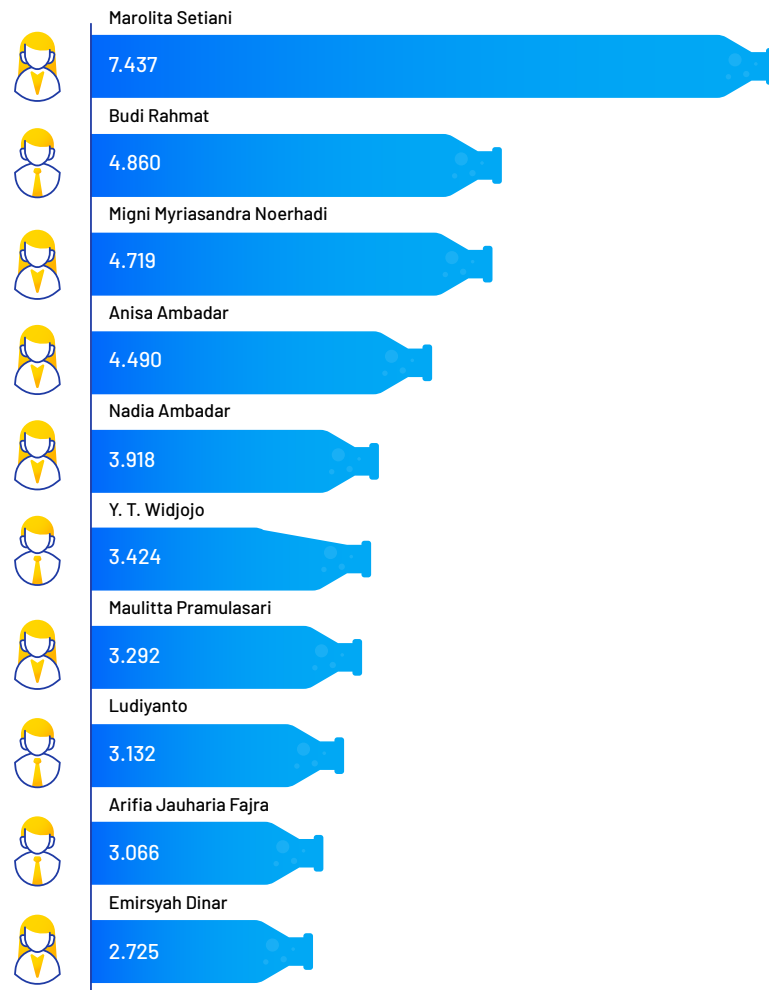 Marolita Setiani
7.437
Budi Rahmat
4.860
Migni Myriasandra Noerhadi
4.719
Anisa Ambadar
4.490
Nadia Ambadar
3.918
Y. T. Widjojo
3.424
Maulitta Pramulasari
3.292
Ludiyanto
3.132
Arifia Jauharia Fajra
3.066
Emirsyah Dinar
2.725